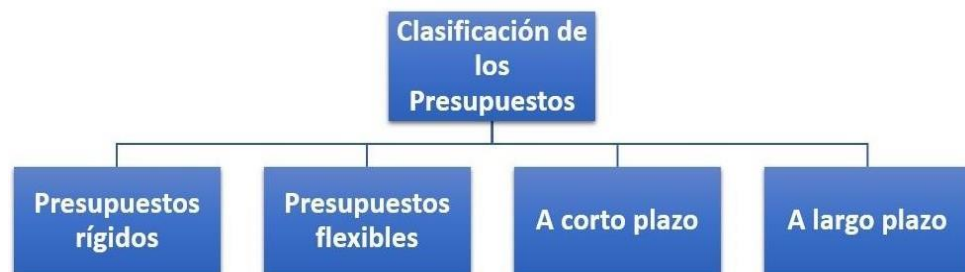 Clasificación de
los
Presupuestos
Presupuestos
rígidos
Presupuestos
flexibles
A corto plazo
A largo plazo